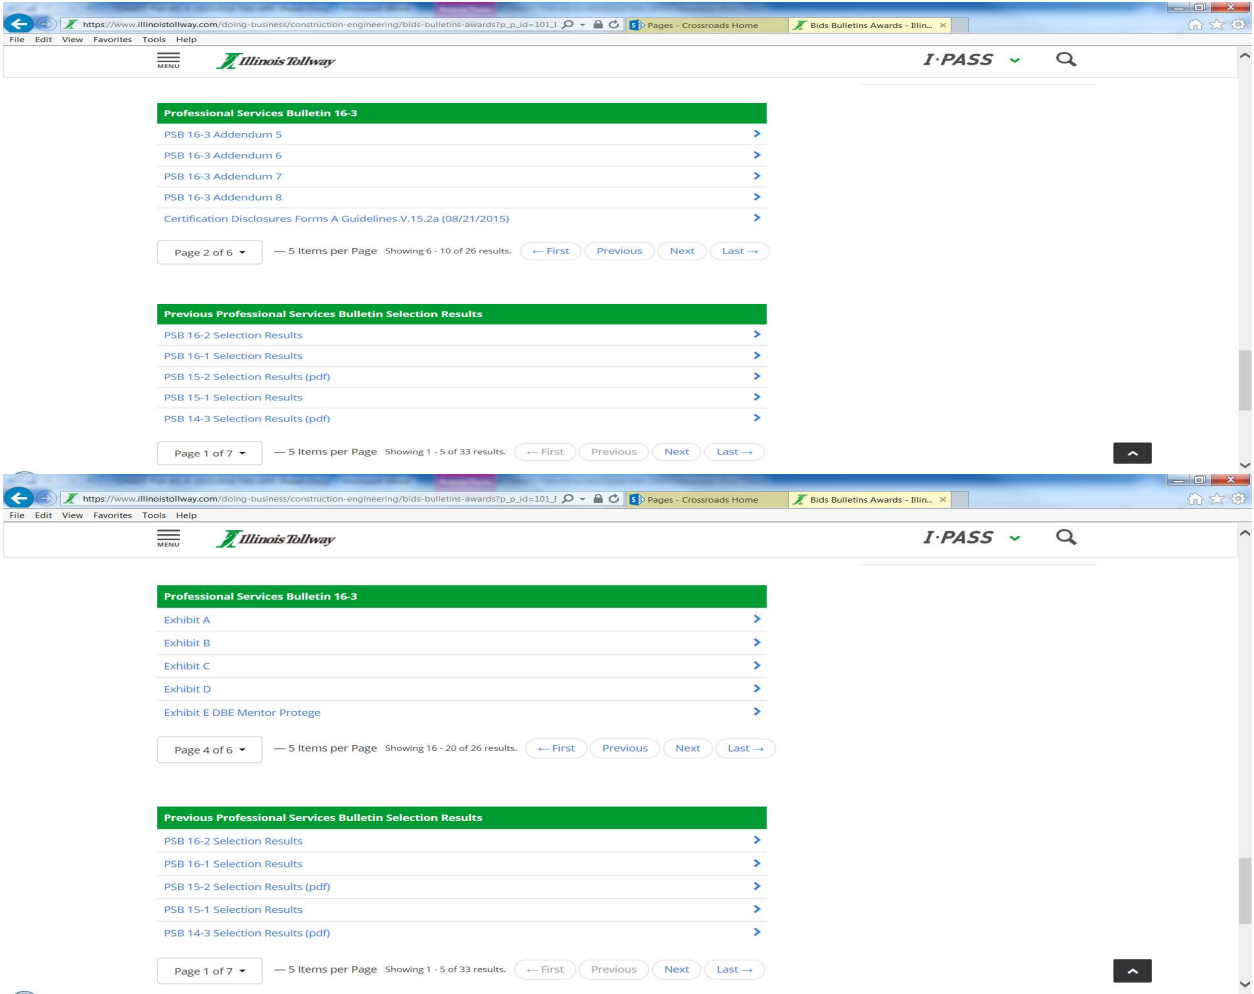 https://www.illinoistollway.com/doing-business/construction-engineering/bids-bulletins-awards?p_p_id=101_I
Pages - Crossroads Home
Bids Bulletins Awards - Illin...
File Edit View Favorites Tools Help
MENU
Illinois Tollway
I·PASS
Professional Services Bulletin 16-3
PSB 16-3 Addendum 5
PSB 16-3 Addendum 6
PSB 16-3 Addendum 7
PSB 16-3 Addendum 8
Certification Disclosures Forms A Guidelines V.15.2a (08/21/2015)
Page 2 of 6 — 5 Items per Page Showing 6 - 10 of 26 results. ← First Previous Next Last →
Previous Professional Services Bulletin Selection Results
PSB 16-2 Selection Results
PSB 16-1 Selection Results
PSB 15-2 Selection Results (pdf)
PSB 15-1 Selection Results
PSB 14-3 Selection Results (pdf)
Page 1 of 7 — 5 Items per Page Showing 1 - 5 of 33 results. ← First Previous Next Last →
https://www.illinoistollway.com/doing-business/construction-engineering/bids-bulletins-awards?p_p_id=101_I
Pages - Crossroads Home
Bids Bulletins Awards - Illin...
File Edit View Favorites Tools Help
MENU
Illinois Tollway
I·PASS
Professional Services Bulletin 16-3
Exhibit A
Exhibit B
Exhibit C
Exhibit D
Exhibit E DBE Mentor Protege
Page 4 of 6 — 5 Items per Page Showing 16 - 20 of 26 results. ← First Previous Next Last →
Previous Professional Services Bulletin Selection Results
PSB 16-2 Selection Results
PSB 16-1 Selection Results
PSB 15-2 Selection Results (pdf)
PSB 15-1 Selection Results
PSB 14-3 Selection Results (pdf)
Page 1 of 7 — 5 Items per Page Showing 1 - 5 of 33 results. ← First Previous Next Last →